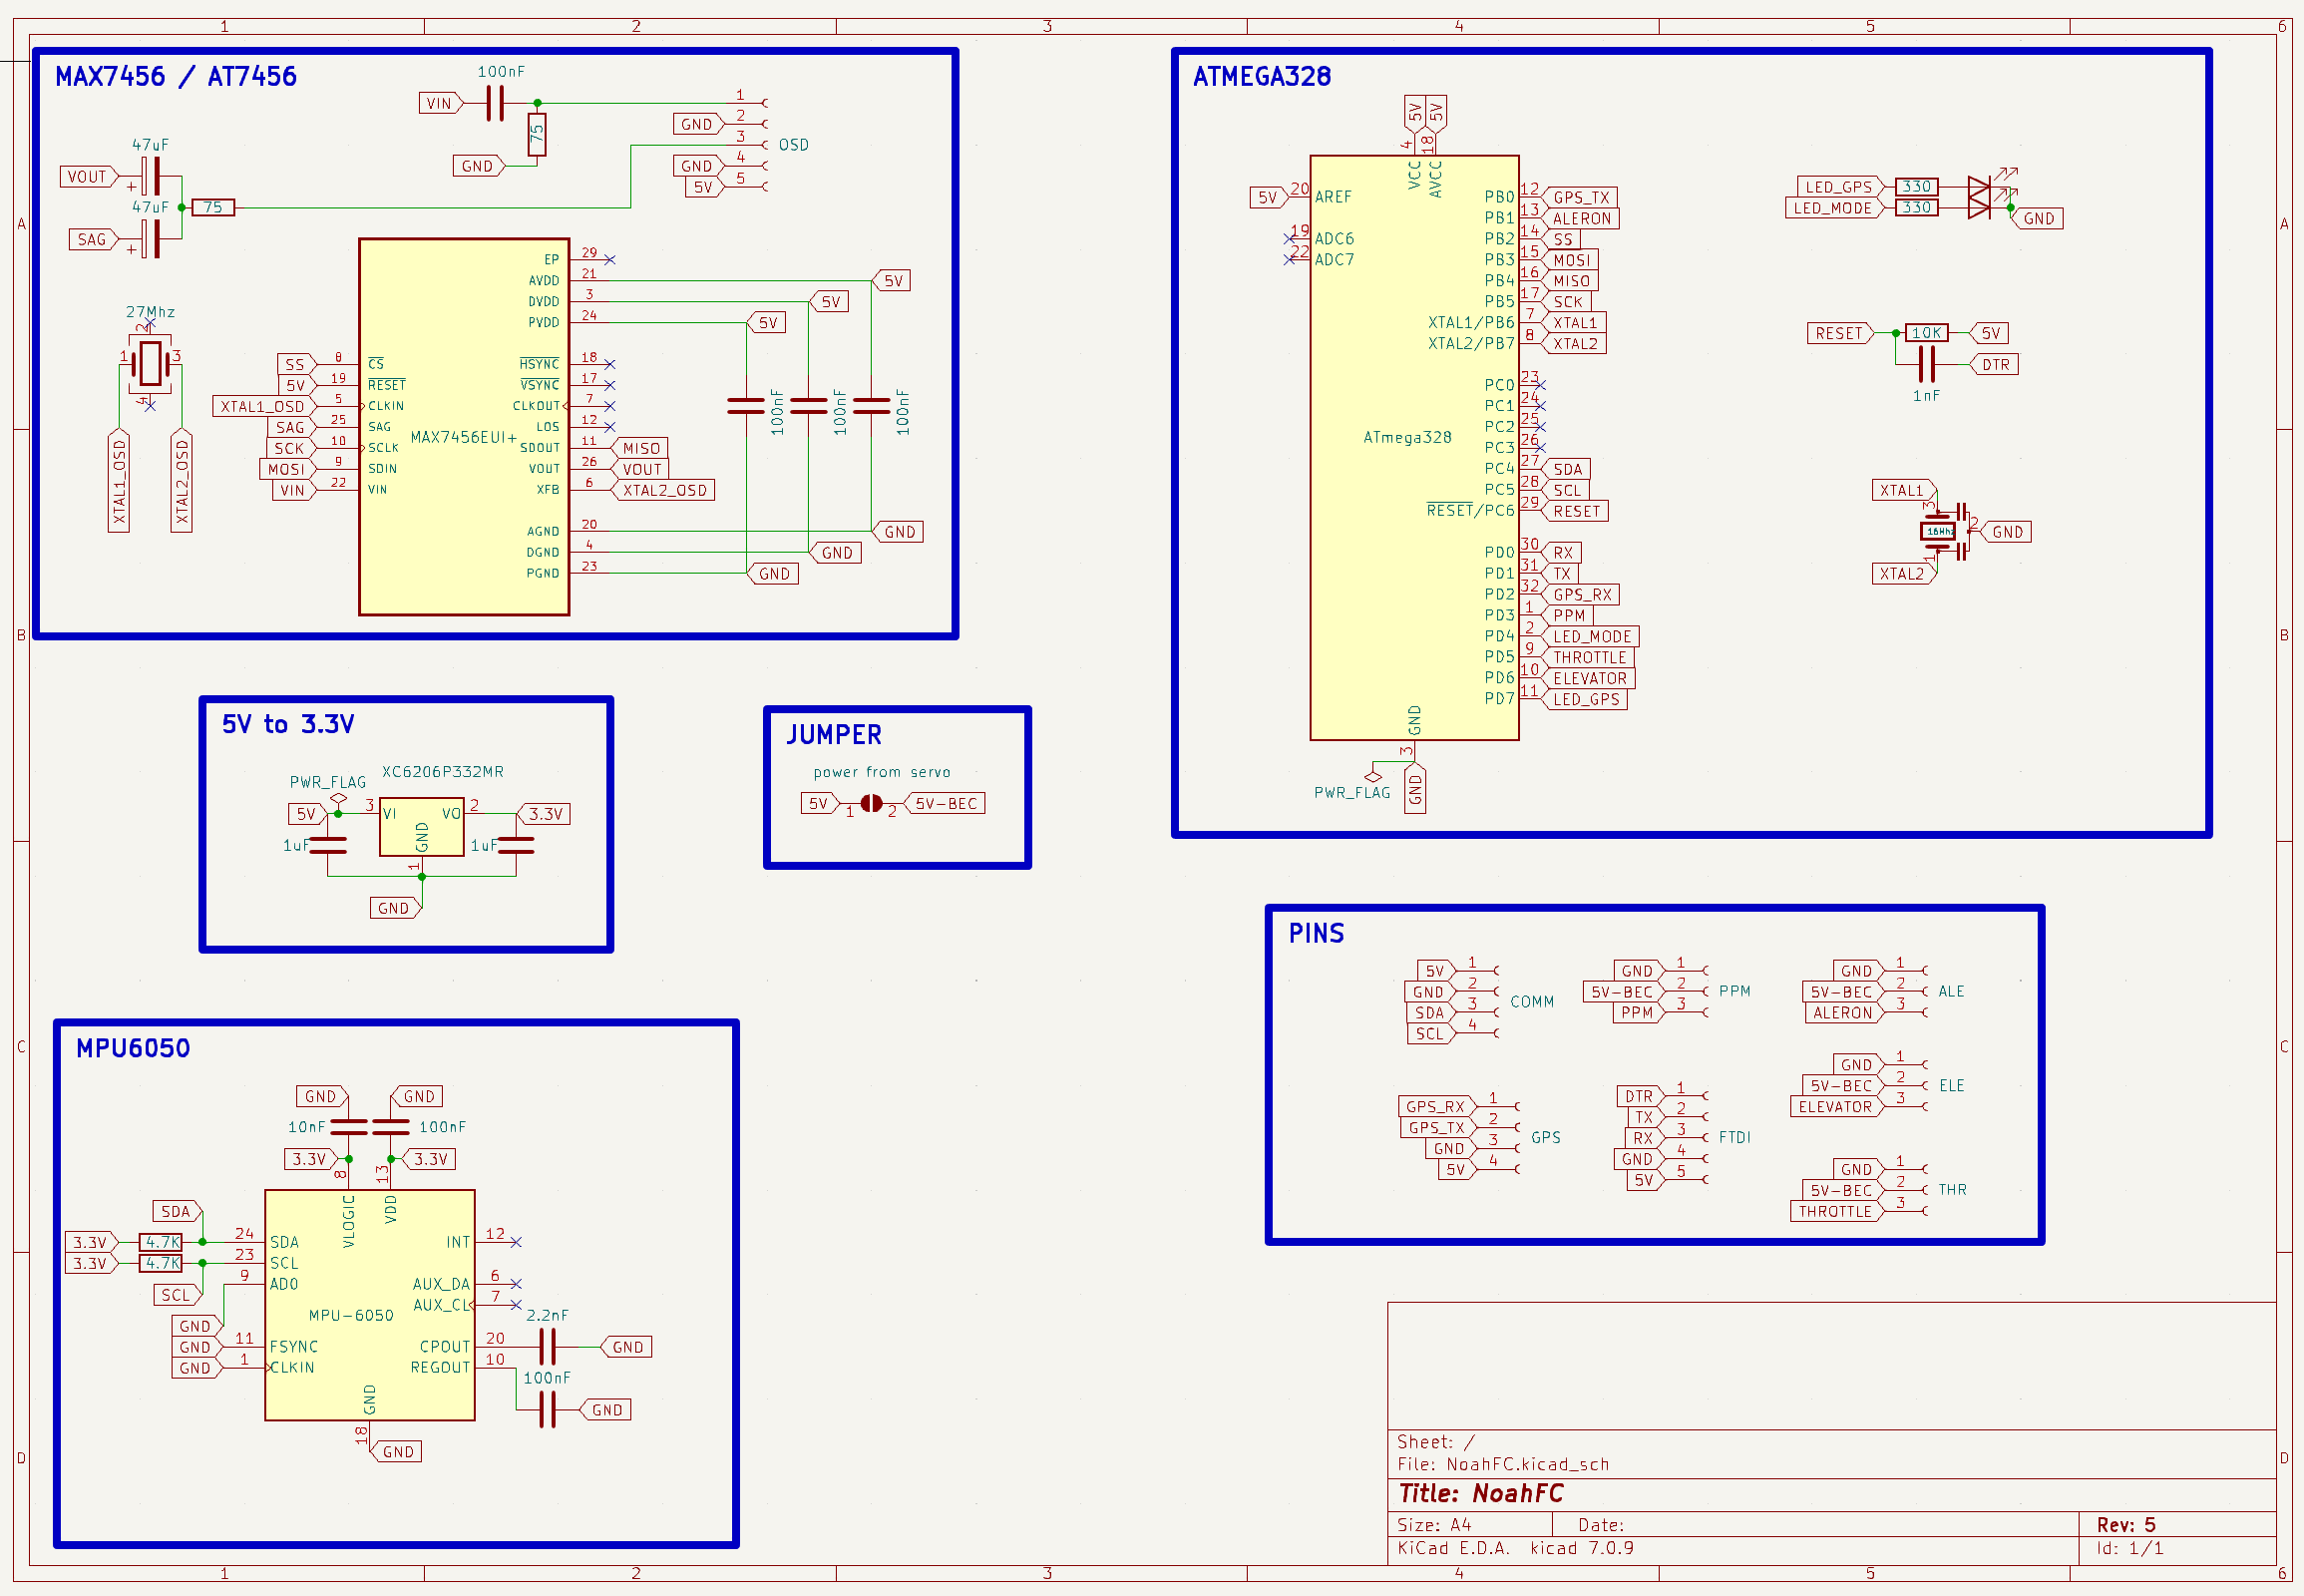 1 2 3 4 5 6
A
B
C
D
MAX7456 / AT7456
100nF
VIN
75
GND
1
GND 2
3 OSD
GND 4
5V 5
47uF
VOUT +
47uF
75
SAG +
27Mhz
2
1 3
4
XTAL1_OSD
XTAL2_OSD
MAX7456EUI+
SS 8 CS
5V 19 RESET
XTAL1_OSD 5 CLKIN
SAG 25 SAG
SCK 10 SCLK
MOSI 9 SDIN
VIN 22 VIN
EP 29
AVDD 21 5V
DVDD 3 5V
PVDD 24 5V
HSYNC 18
VSYNC 17
CLKOUT 7
LOS 12
SDOUT 11 MISO
VOUT 26 VOUT
XFB 6 XTAL2_OSD
AGND 20 GND
DGND 4 GND
PGND 23 GND
100nF
100nF
100nF
ATMEGA328
5V 5V
4 18
VCC AVCC
5V 20 AREF
19 ADC6
22 ADC7
ATmega328
PB0 12 GPS_TX
PB1 13 ALERON
PB2 14 SS
PB3 15 MOSI
PB4 16 MISO
PB5 17 SCK
XTAL1/PB6 7 XTAL1
XTAL2/PB7 8 XTAL2
PC0 23
PC1 24
PC2 25
PC3 26
PC4 27 SDA
PC5 28 SCL
RESET/PC6 29 RESET
PD0 30 RX
PD1 31 TX
PD2 32 GPS_RX
PD3 1 PPM
PD4 2 LED_MODE
PD5 9 THROTTLE
PD6 10 ELEVATOR
PD7 11 LED_GPS
GND
3
PWR_FLAG
GND
LED_GPS 330
LED_MODE 330
GND
RESET 10K 5V
DTR
1nF
XTAL1
3
16Mhz 2 GND
1
XTAL2
5V to 3.3V
XC6206P332MR
PWR_FLAG
5V 3 VI VO 2 3.3V
GND
1uF 1uF
1
GND
JUMPER
power from servo
5V 1 2 5V-BEC
PINS
5V 1
GND 2
SDA 3
SCL 4
COMM
GND 1
5V-BEC 2 PPM
PPM 3
GND 1
5V-BEC 2 ALE
ALERON 3
GPS_RX 1
GPS_TX 2
GND 3
5V 4
GPS
DTR 1
TX 2
RX 3 FTDI
GND 4
5V 5
GND 1
5V-BEC 2 ELE
ELEVATOR 3
GND 1
5V-BEC 2 THR
THROTTLE 3
MPU6050
GND GND
10nF 100nF
3.3V 3.3V
8 13
VLOGIC VDD
SDA
3.3V 4.7K 24 SDA
3.3V 4.7K 23 SCL
9 AD0
SCL
GND
GND 11 FSYNC
GND 1 CLKIN
MPU-6050
INT 12
AUX_DA 6
AUX_CL 7
2.2nF
CPOUT 20 GND
REGOUT 10
100nF
GND
GND
18
GND
Sheet: /
File: NoahFC.kicad_sch
Title: NoahFC
Size: A4 Date: Rev: 5
KiCad E.D.A. kicad 7.0.9 Id: 1/1
A
B
C
D
1 2 3 4 5 6